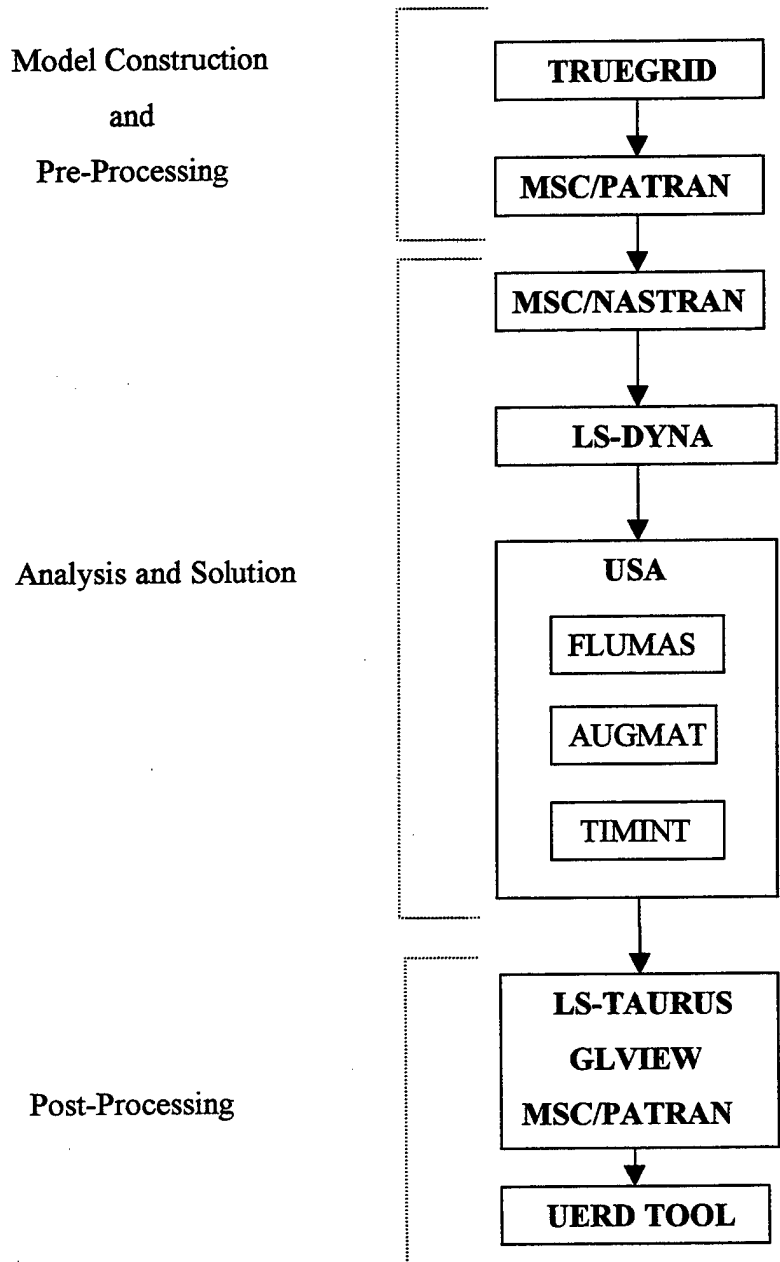 Model Construction
and
Pre-Processing
TRUEGRID
MSC/PATRAN
MSC/NASTRAN
LS-DYNA
Analysis and Solution
USA
FLUMAS
AUGMAT
TIMINT
Post-Processing
LS-TAURUS
GLVIEW
MSC/PATRAN
UERD TOOL